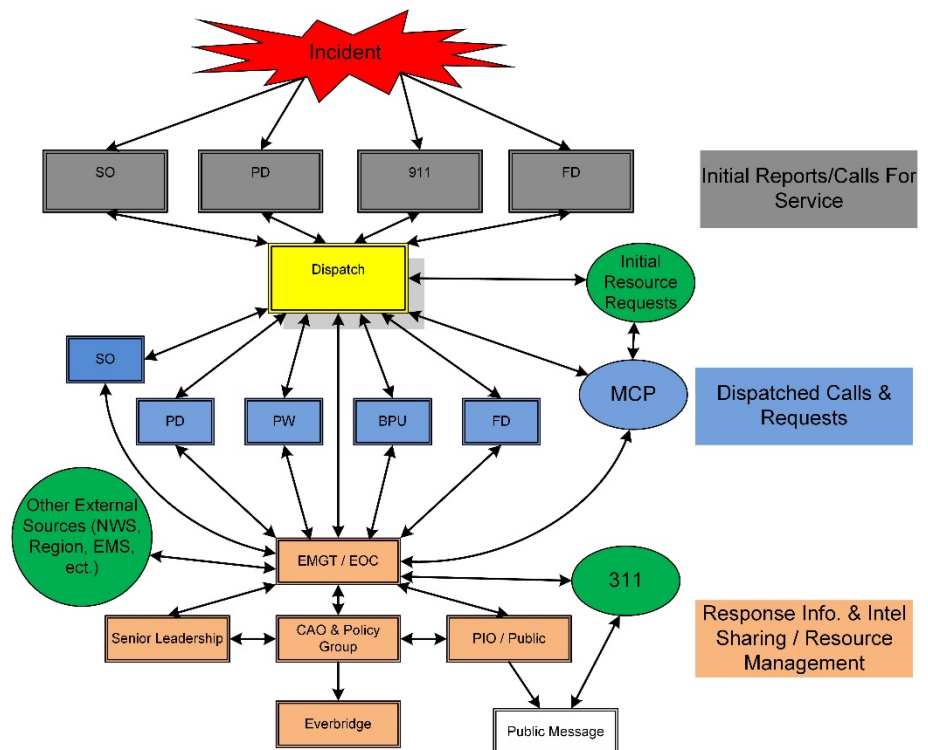 Incident
SO
PD
911
FD
Initial Reports/Calls For
Service
Dispatch
Initial
Resource
Requests
SO
PD
PW
BPU
FD
MCP
Dispatched Calls &
Requests
Other External
Sources (NWS,
Region, EMS,
ect.)
EMGT / EOC
311
Senior Leadership
CAO & Policy
Group
PIO / Public
Response Info. & Intel
Sharing / Resource
Management
Everbridge
Public Message